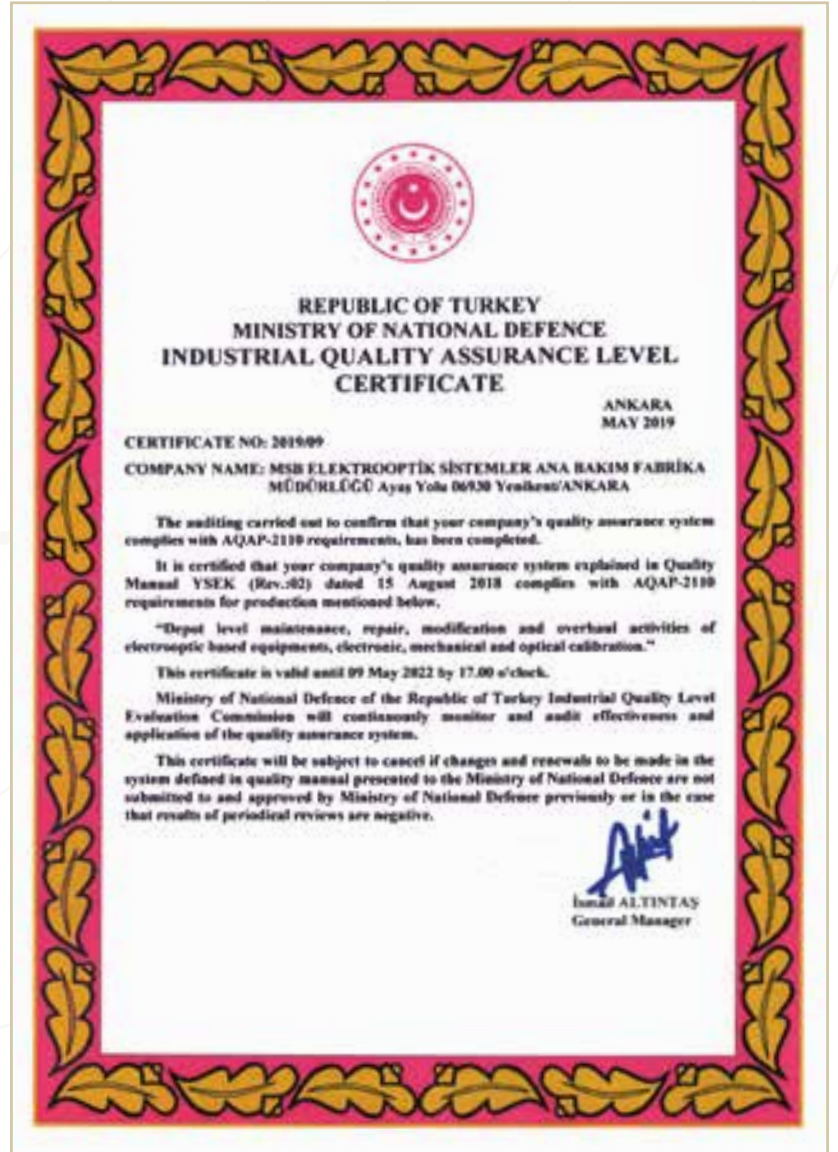 REPUBLIC OF TURKEY
MINISTRY OF NATIONAL DEFENCE
INDUSTRIAL QUALITY ASSURANCE LEVEL
CERTIFICATE
ANKARA
MAY 2019
CERTIFICATE NO: 2019/09
COMPANY NAME: MSB ELEKTROOPTİK SİSTEMLER ANA BAKIM FABRİKA
MÜDÜRLÜĞÜ Ayaş Yolu 06930 Yenikent/ANKARA
The auditing carried out to confirm that your company's quality assurance system
complies with AQAP-2110 requirements, has been completed.
It is certified that your company's quality assurance system explained in Quality
Manual YSEK (Rev.:02) dated 15 August 2018 complies with AQAP-2110
requirements for production mentioned below.
"Depot level maintenance, repair, modification and overhaul activities of
electrooptic based equipments, electronic, mechanical and optical calibration."
This certificate is valid until 09 May 2022 by 17.00 o'clock.
Ministry of National Defence of the Republic of Turkey Industrial Quality Level
Evaluation Commission will continuously monitor and audit effectiveness and
application of the quality assurance system.
This certificate will be subject to cancel if changes and renewals to be made in the
system defined in quality manual presented to the Ministry of National Defence are not
submitted to and approved by Ministry of National Defence previously or in the case
that results of periodical reviews are negative.
İsmail ALTINTAŞ
General Manager